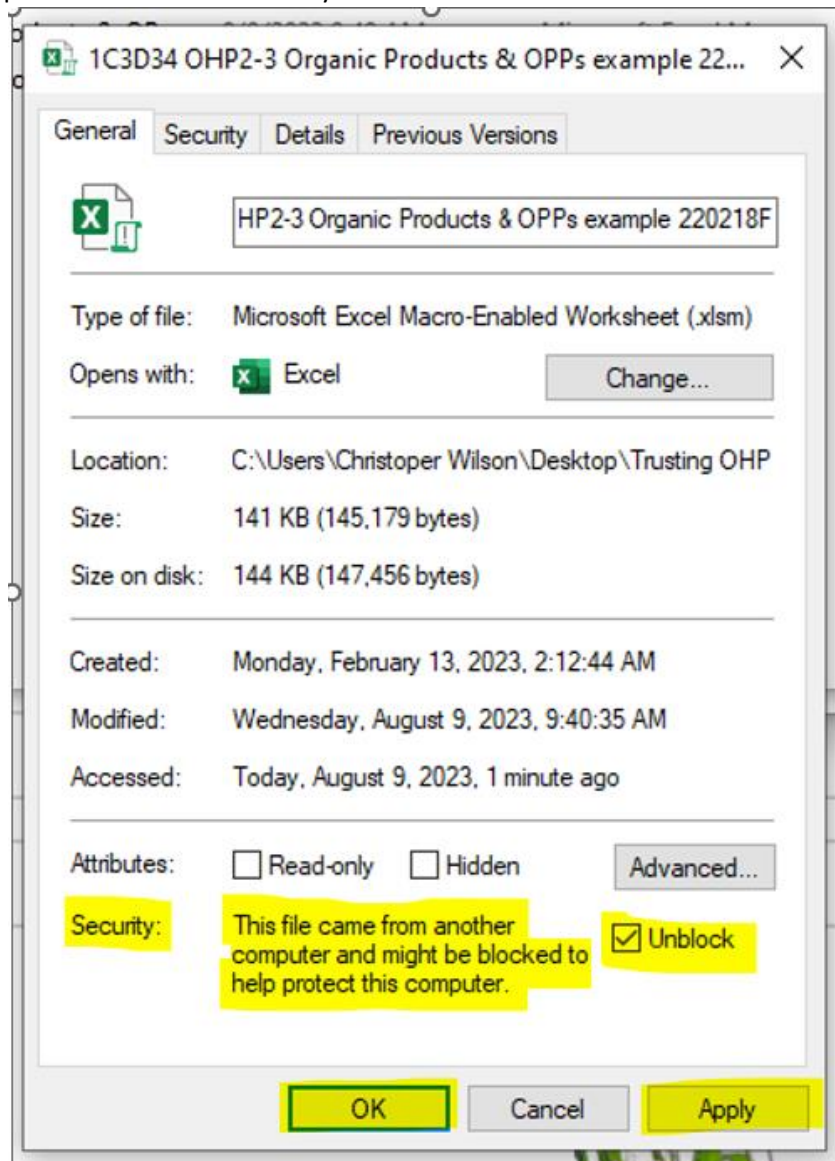 1C3D34 OHP2-3 Organic Products & OPPs example 22...
General Security Details Previous Versions
HP2-3 Organic Products & OPPs example 220218F
Type of file: Microsoft Excel Macro-Enabled Worksheet (.xlsm)
Opens with: Excel Change...
Location: C:\Users\Christoper Wilson\Desktop\Trusting OHP
Size: 141 KB (145,179 bytes)
Size on disk: 144 KB (147,456 bytes)
Created: Monday, February 13, 2023, 2:12:44 AM
Modified: Wednesday, August 9, 2023, 9:40:35 AM
Accessed: Today, August 9, 2023, 1 minute ago
Attributes: Read-only Hidden Advanced...
Security: This file came from another
computer and might be blocked to
help protect this computer.
Unblock
OK Cancel Apply